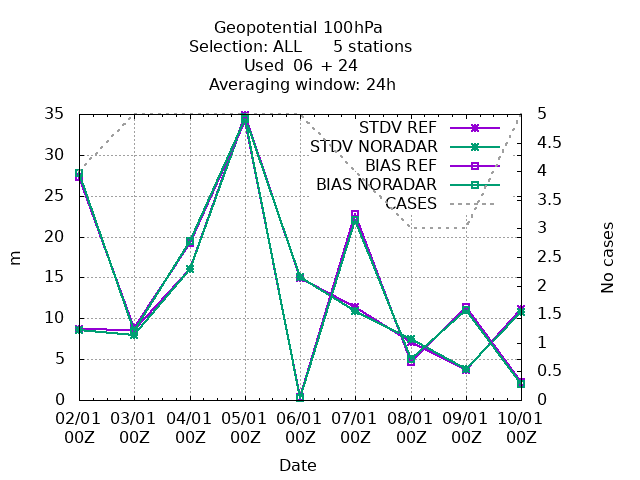 Geopotential 100hPa
Selection: ALL      5 stations
Used  06 + 24
Averaging window: 24h
STDV REF
STDV NORADAR
BIAS REF
BIAS NORADAR
CASES
35
30
25
20
15
10
5
0
m
5
4.5
4
3.5
3
2.5
2
1.5
1
0.5
0
No cases
02/01 03/01 04/01 05/01 06/01 07/01 08/01 09/01 10/01
00Z 00Z 00Z 00Z 00Z 00Z 00Z 00Z 00Z
Date